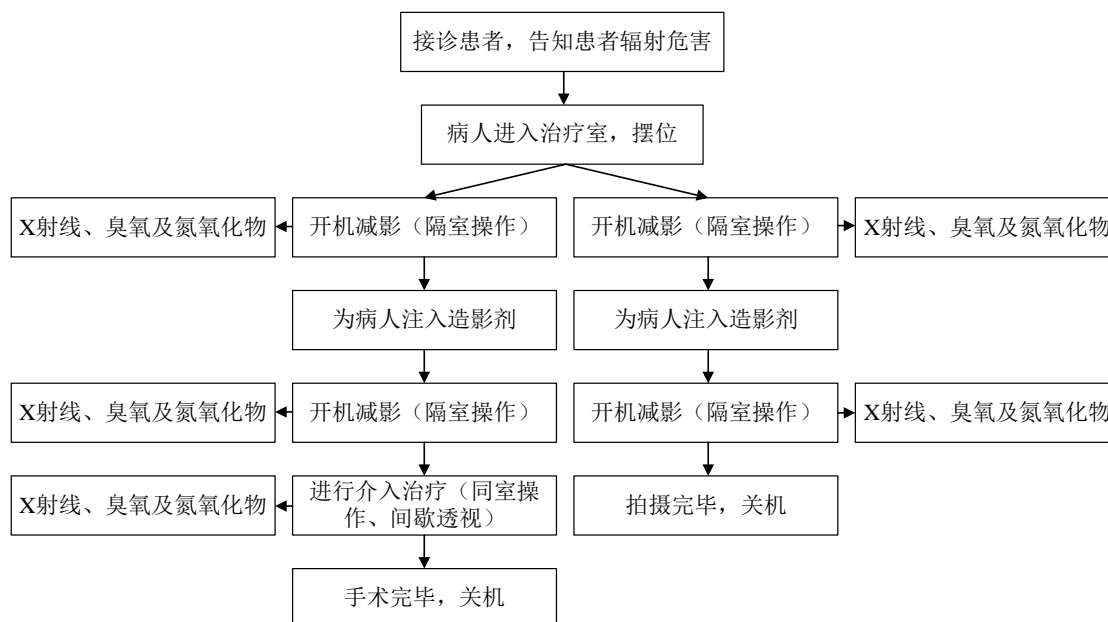 接诊患者，告知患者辐射危害
病人进入治疗室，摆位
X射线、臭氧及氮氧化物
开机减影（隔室操作）
开机减影（隔室操作）
X射线、臭氧及氮氧化物
为病人注入造影剂
为病人注入造影剂
X射线、臭氧及氮氧化物
开机减影（隔室操作）
开机减影（隔室操作）
X射线、臭氧及氮氧化物
X射线、臭氧及氮氧化物
进行介入治疗（同室操
作、间歇透视）
拍摄完毕，关机
手术完毕，关机